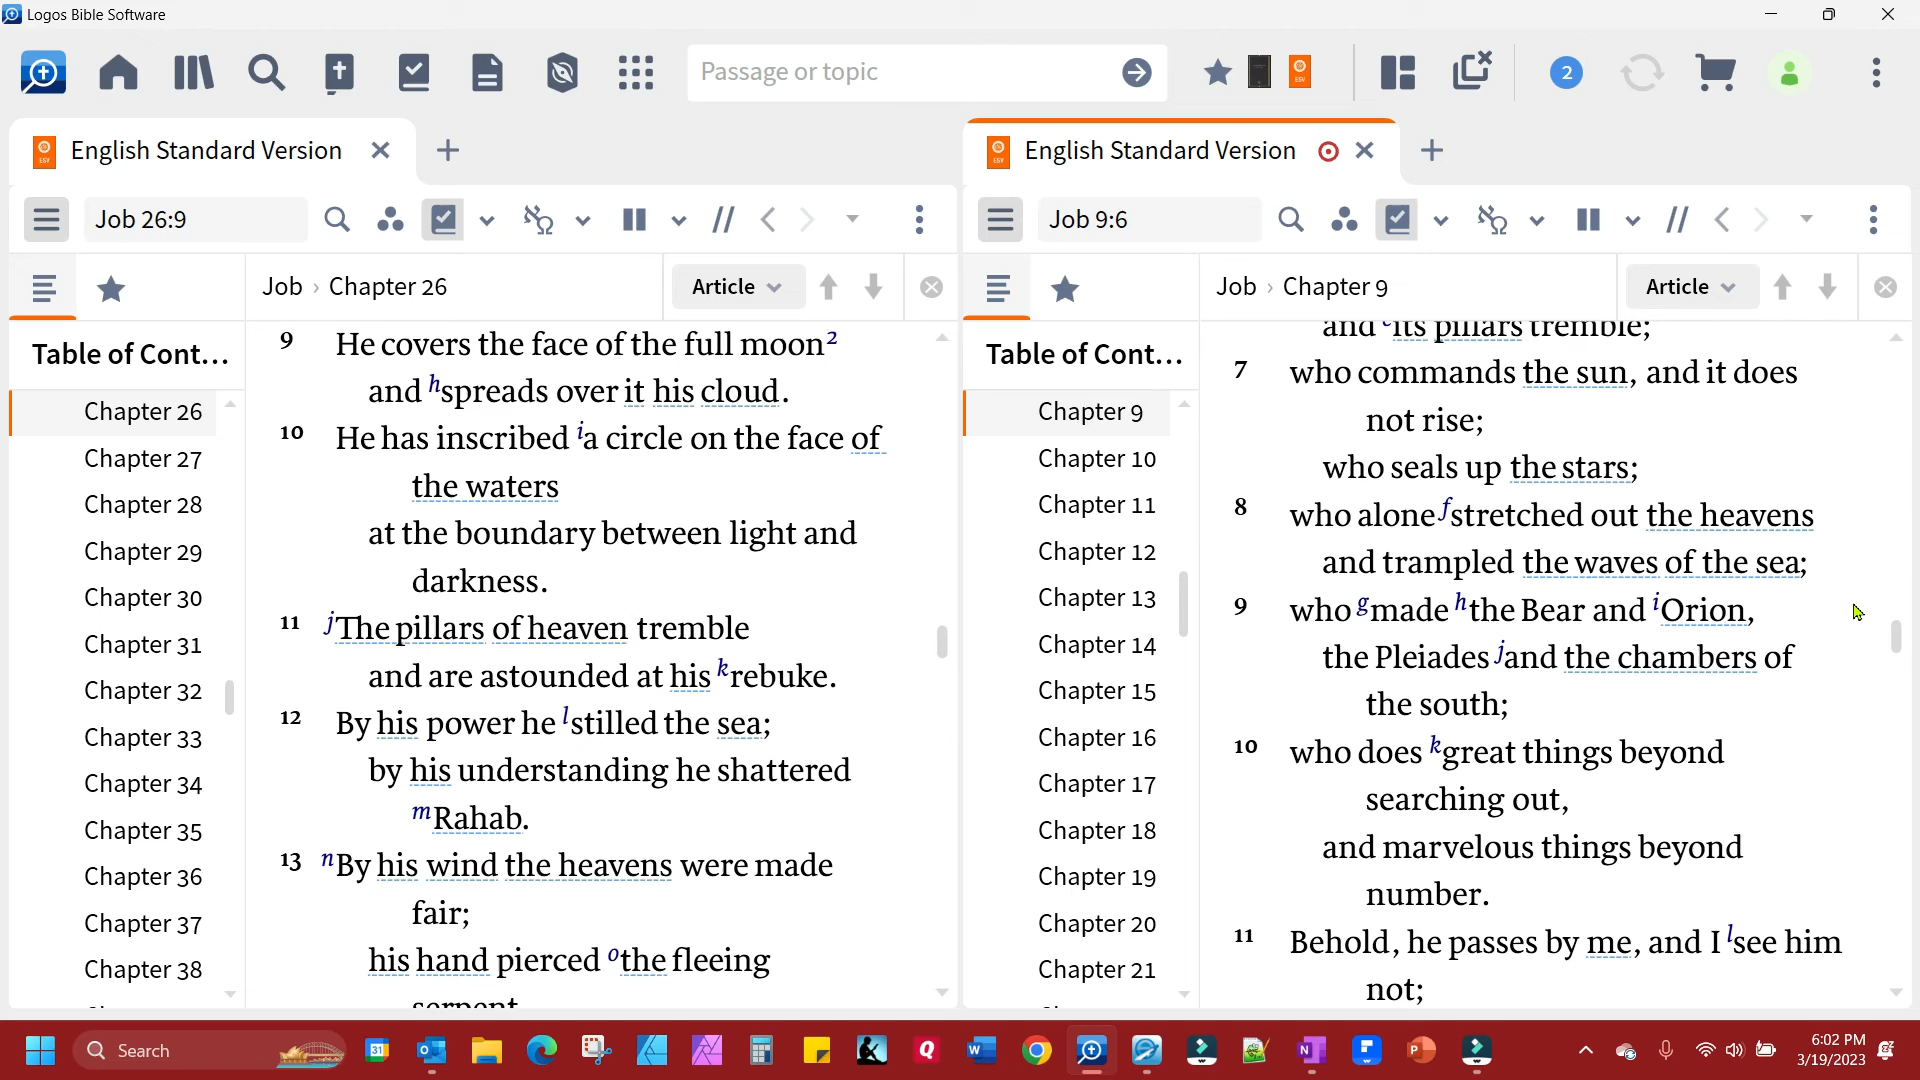 Logos Bible Software
Passage or topic
ESV
2
ESV English Standard Version
Job 26:9
Job › Chapter 26
Article
Table of Cont...
Chapter 26
Chapter 27
Chapter 28
Chapter 29
Chapter 30
Chapter 31
Chapter 32
Chapter 33
Chapter 34
Chapter 35
Chapter 36
Chapter 37
Chapter 38
9 He covers the face of the full moon2
and hspreads over it his cloud.
10 He has inscribed ia circle on the face of
the waters
at the boundary between light and
darkness.
11 jThe pillars of heaven tremble
and are astounded at his krebuke.
12 By his power he lstilled the sea;
by his understanding he shattered
mRahab.
13 nBy his wind the heavens were made
fair;
his hand pierced othe fleeing
serpent
ESV English Standard Version
Job 9:6
Job › Chapter 9
Article
Table of Cont...
Chapter 9
Chapter 10
Chapter 11
Chapter 12
Chapter 13
Chapter 14
Chapter 15
Chapter 16
Chapter 17
Chapter 18
Chapter 19
Chapter 20
Chapter 21
and eits pillars tremble;
7 who commands the sun, and it does
not rise;
who seals up the stars;
8 who alone fstretched out the heavens
and trampled the waves of the sea;
9 who gmade hthe Bear and iOrion,
the Pleiades jand the chambers of
the south;
10 who does kgreat things beyond
searching out,
and marvelous things beyond
number.
11 Behold, he passes by me, and I lsee him
not;
Search
31
6:02 PM
3/19/2023